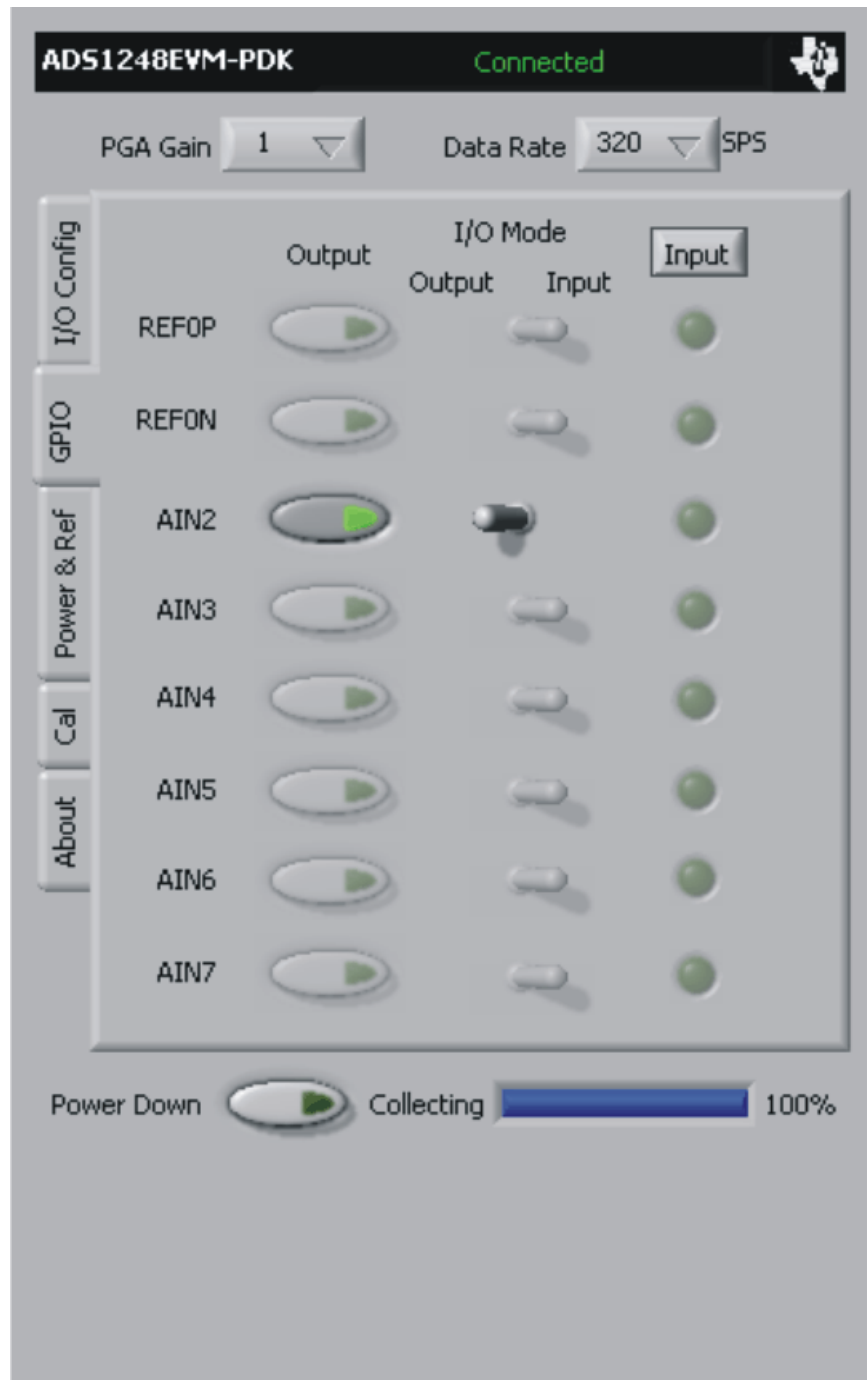 ADS1248EVM-PDK Connected
PGA Gain 1 Data Rate 320 SPS
I/O Config
GPIO
Power & Ref
Cal
About
Output I/O Mode Input
Output Input
REF0P
REF0N
AIN2
AIN3
AIN4
AIN5
AIN6
AIN7
Power Down Collecting 100%